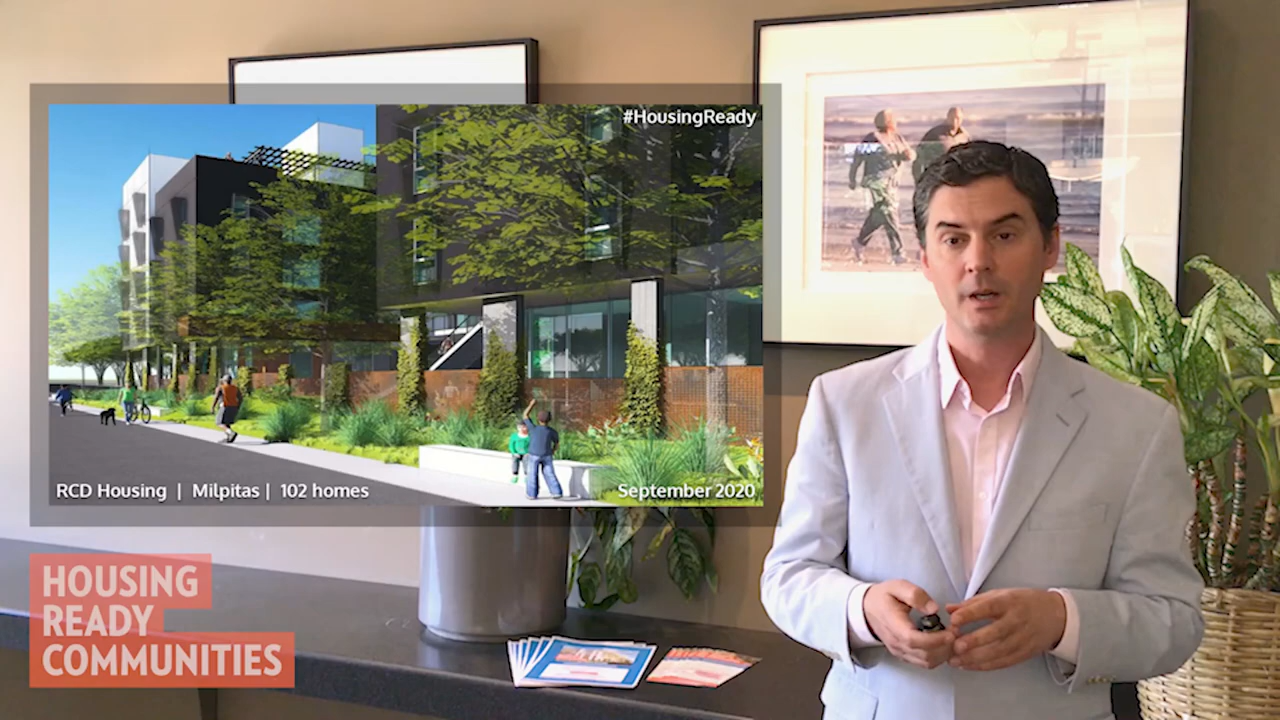 #HousingReady
RCD Housing | Milpitas | 102 homes
September 2020
HOUSING
READY
COMMUNITIES